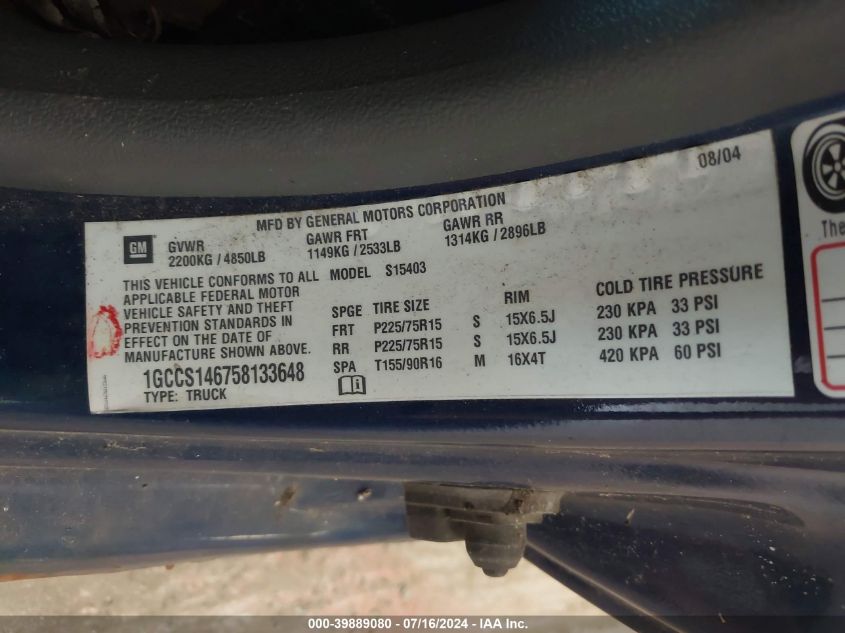 08/04
MFD BY GENERAL MOTORS CORPORATION
GM
GVWR GAWR FRT GAWR RR
2200KG / 4850LB 1149KG / 2533LB 1314KG / 2896LB
THIS VEHICLE CONFORMS TO ALL
APPLICABLE FEDERAL MOTOR
VEHICLE SAFETY AND THEFT
PREVENTION STANDARDS IN
EFFECT ON THE DATE OF
MANUFACTURE SHOWN ABOVE.
1GCCS146758133648
TYPE: TRUCK
MODEL S15403
SPGE TIRE SIZE RIM COLD TIRE PRESSURE
FRT P225/75R15 S 15X6.5J 230 KPA 33 PSI
RR P225/75R15 S 15X6.5J 230 KPA 33 PSI
SPA T155/90R16 M 16X4T 420 KPA 60 PSI
The
000-39889080 - 07/16/2024 - IAA Inc.